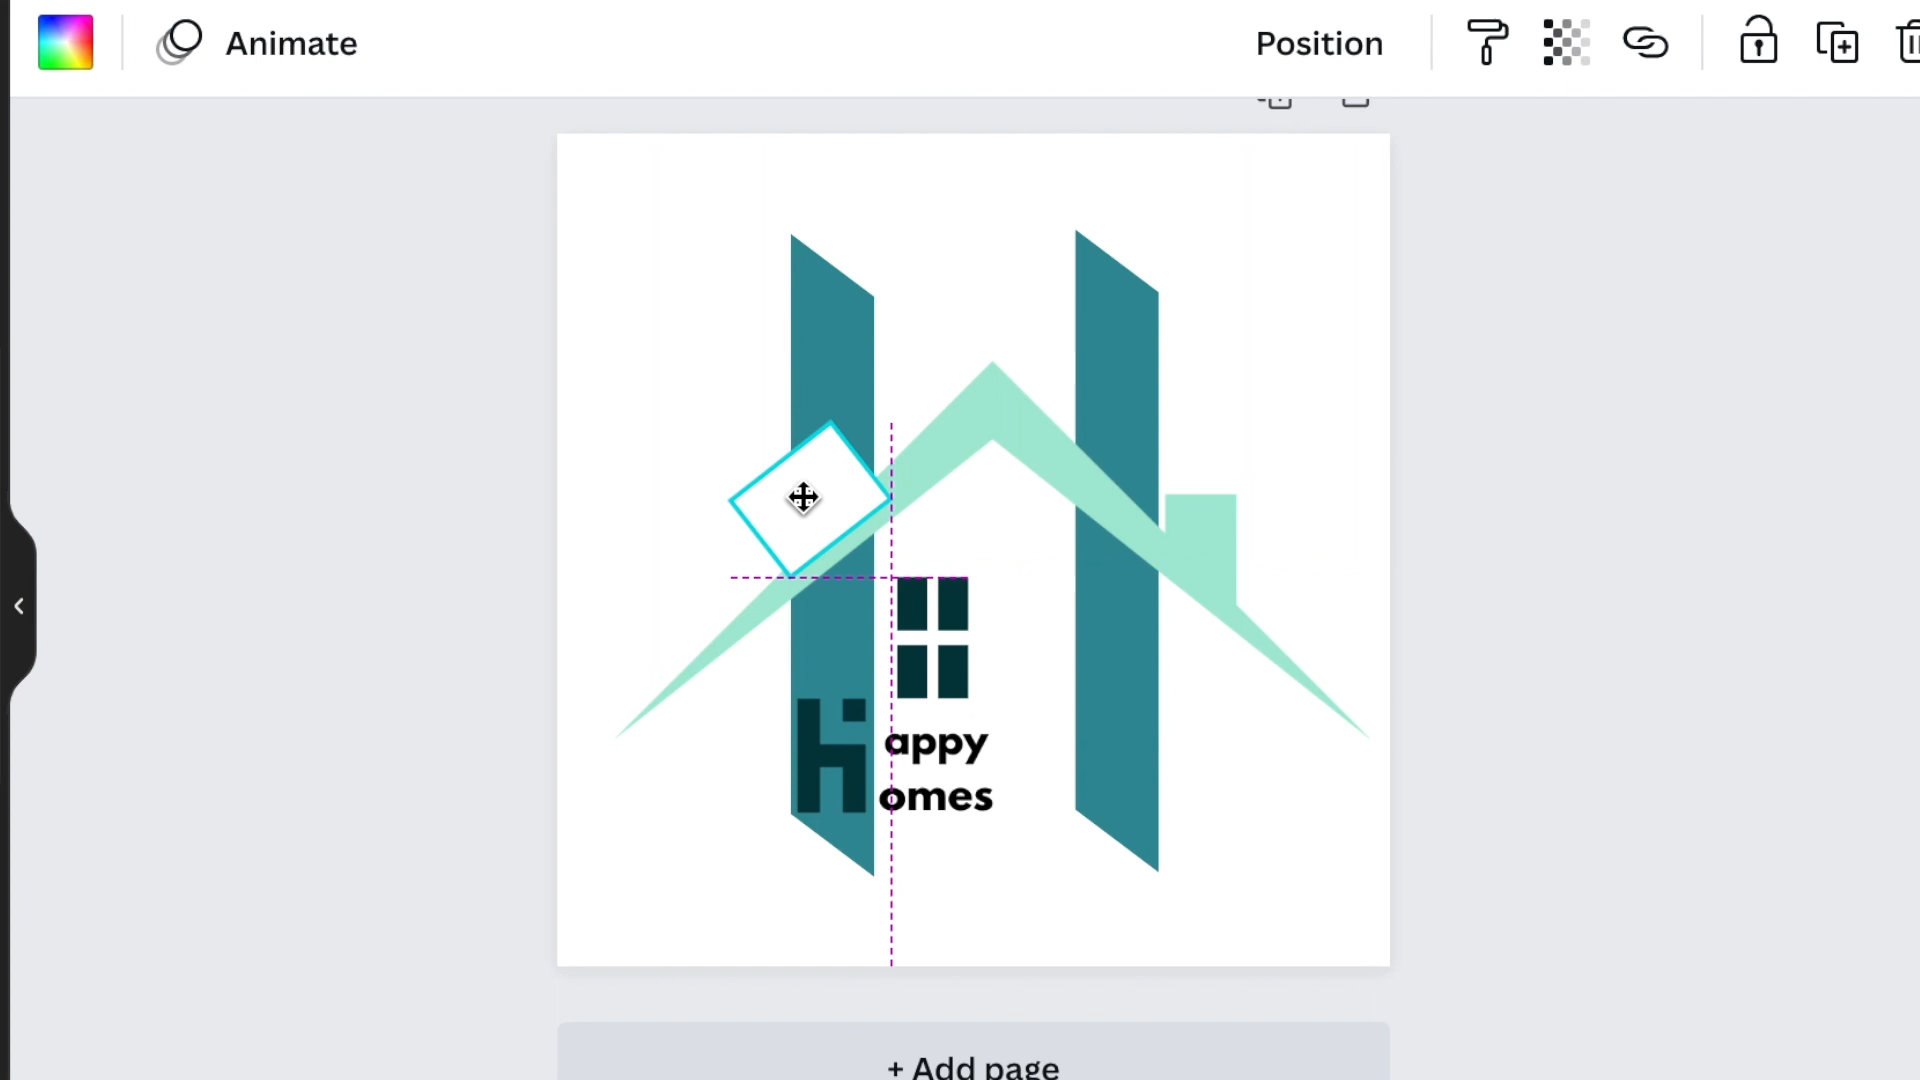 Animate
Position
h
appy
omes
+ Add page